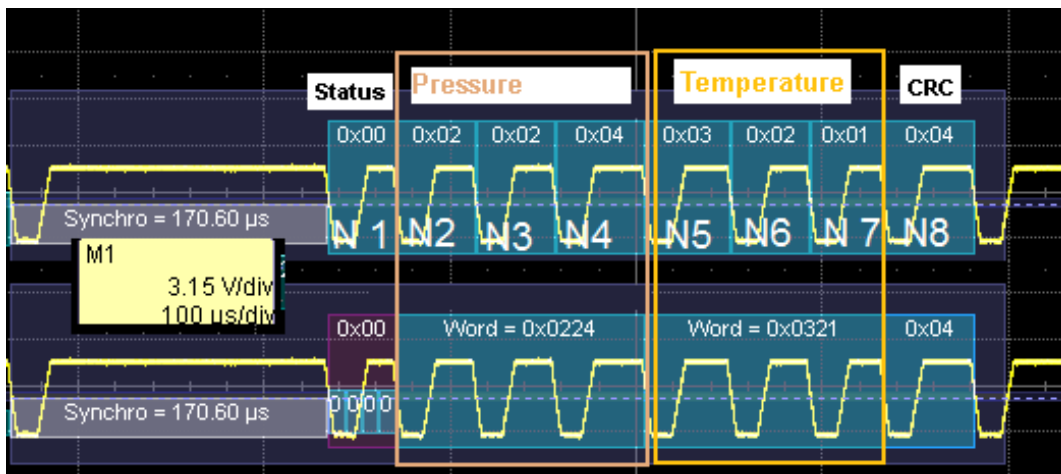 Status Pressure Temperature CRC
0x00 0x02 0x02 0x04 0x03 0x02 0x01 0x04
Synchro = 170.60 µs
N 1 N2 N3 N4 N5 N6 N 7 N8
M1
3.15 V/div
100 µs/div
0x00 Word = 0x0224 Word = 0x0321 0x04
Synchro = 170.60 µs
0 0 0 0